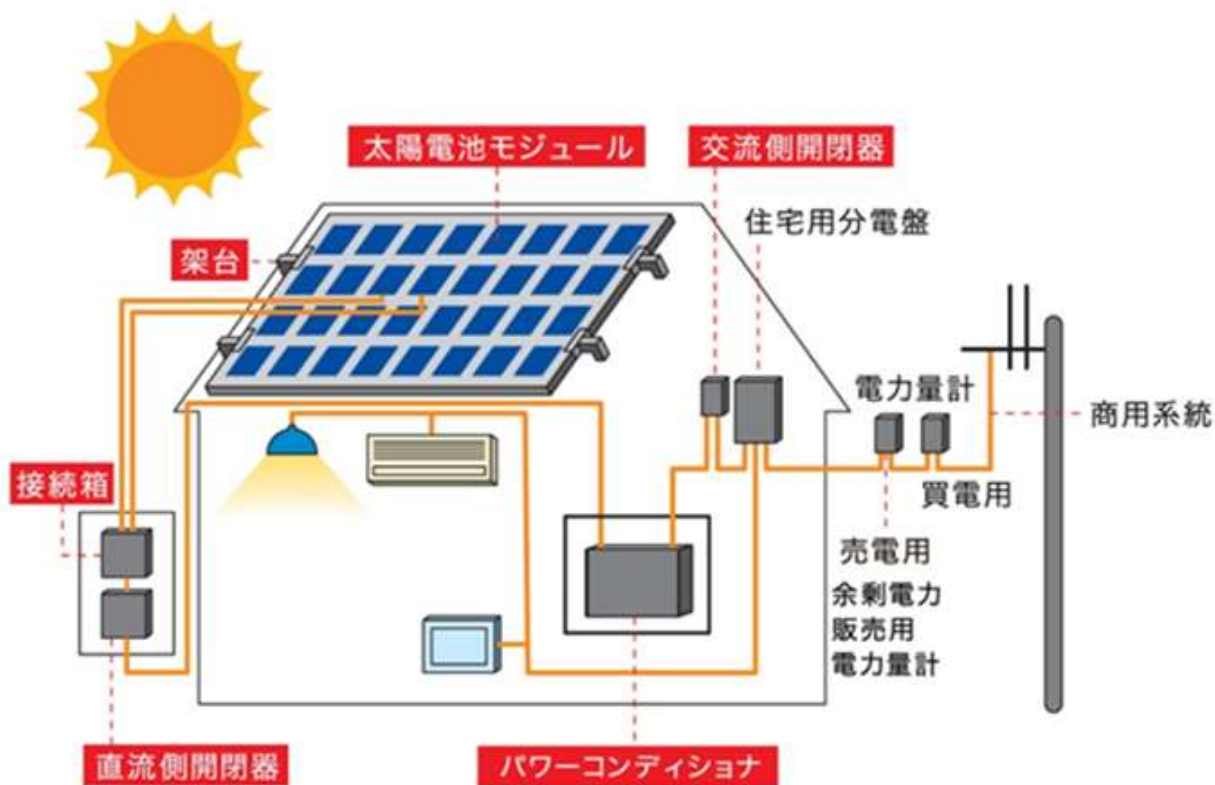 太陽電池モジュール
交流側開閉器
住宅用分電盤
架台
電力量計
商用系統
接続箱
買電用
売電用
余剰電力
販売用
電力量計
直流側開閉器
パワーコンディショナ